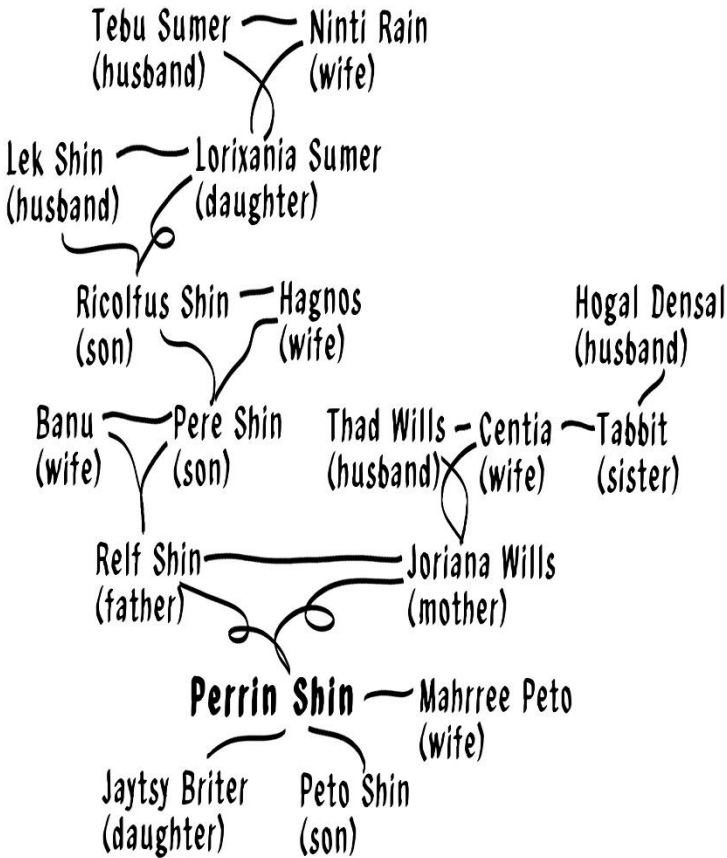 Tebu Sumer Ninti Rain
(husband) (wife)
Lek Shin Lorixania Sumer
(husband) (daughter)
Ricolfus Shin Hagnos Hogal Densal
(son) (wife) (husband)
Banu Pere Shin Thad Wills Centia Tabbit
(wife) (son) (husband) (wife) (sister)
Relf Shin Joriana Wills
(father) (mother)
Perrin Shin Mahrree Peto
(wife)
Jaytsy Briter Peto Shin
(daughter) (son)